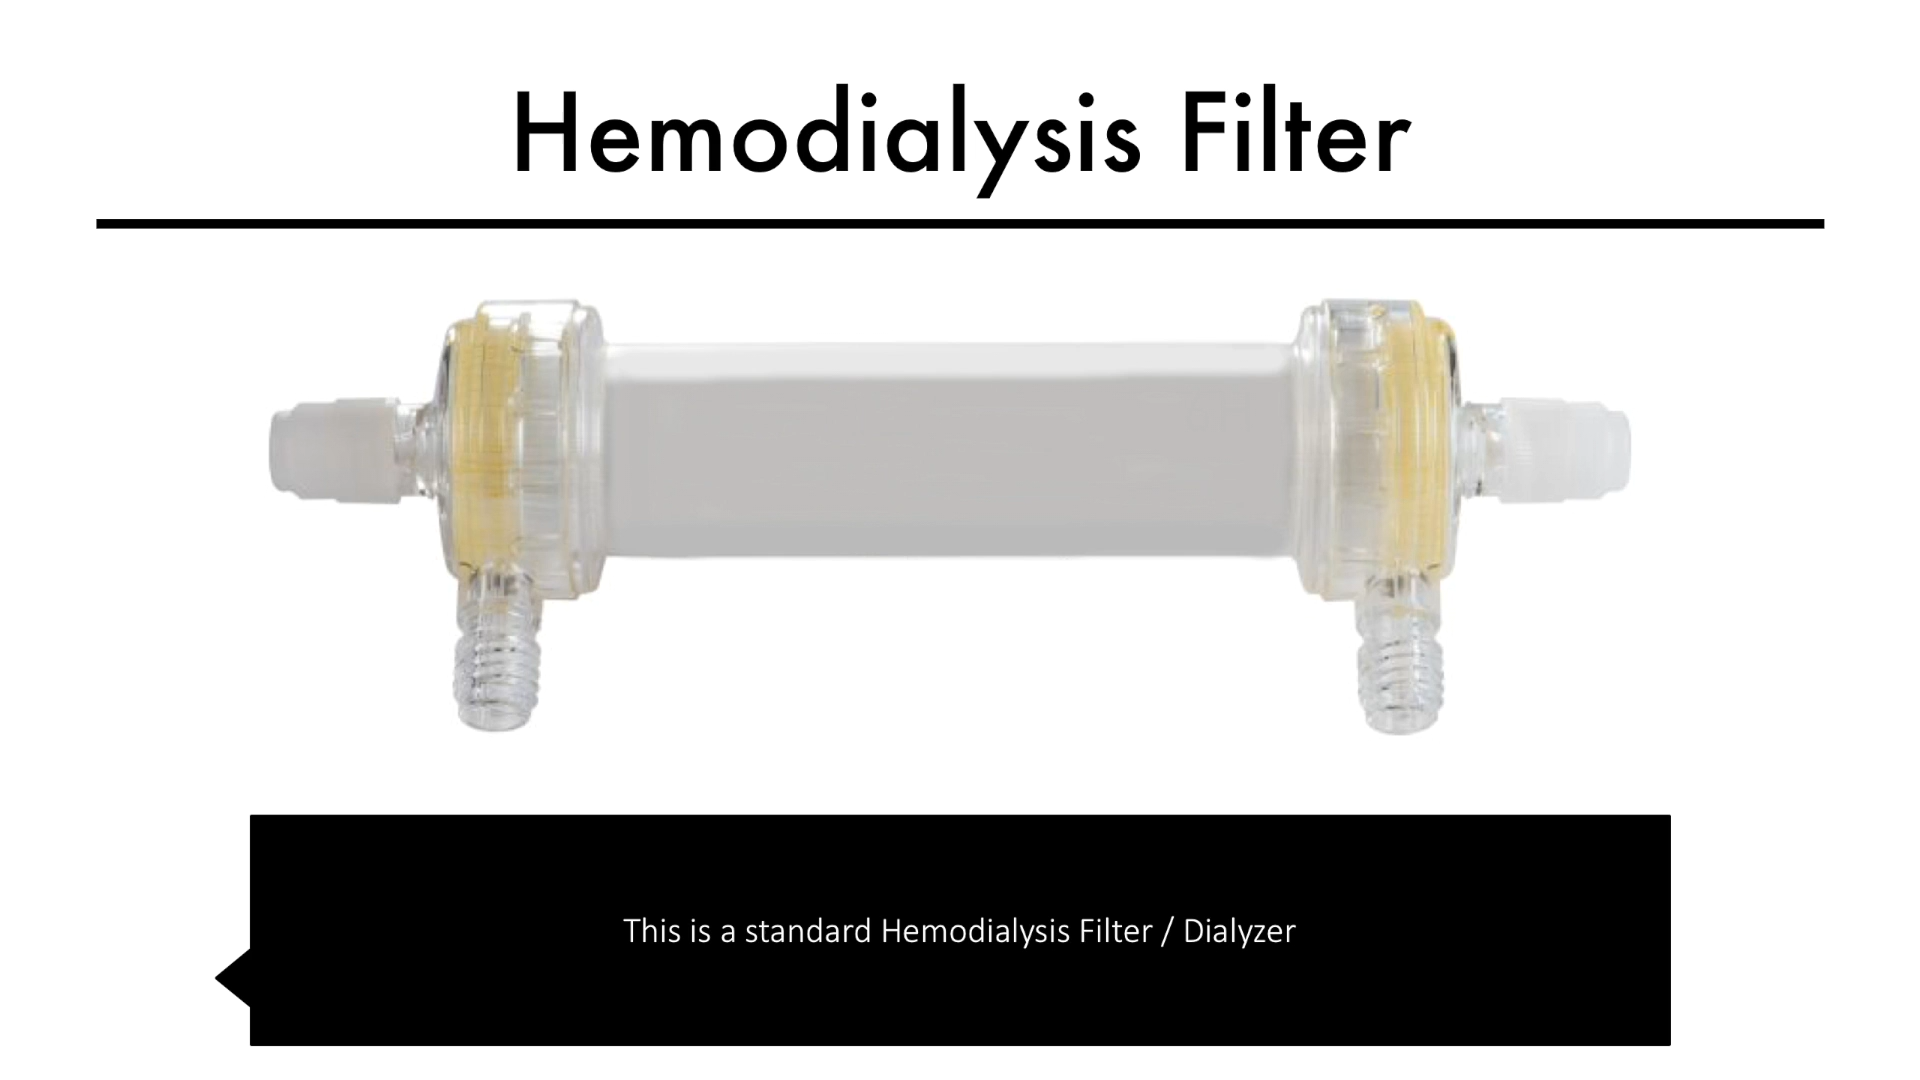 Hemodialysis Filter
This is a standard Hemodialysis Filter / Dialyzer